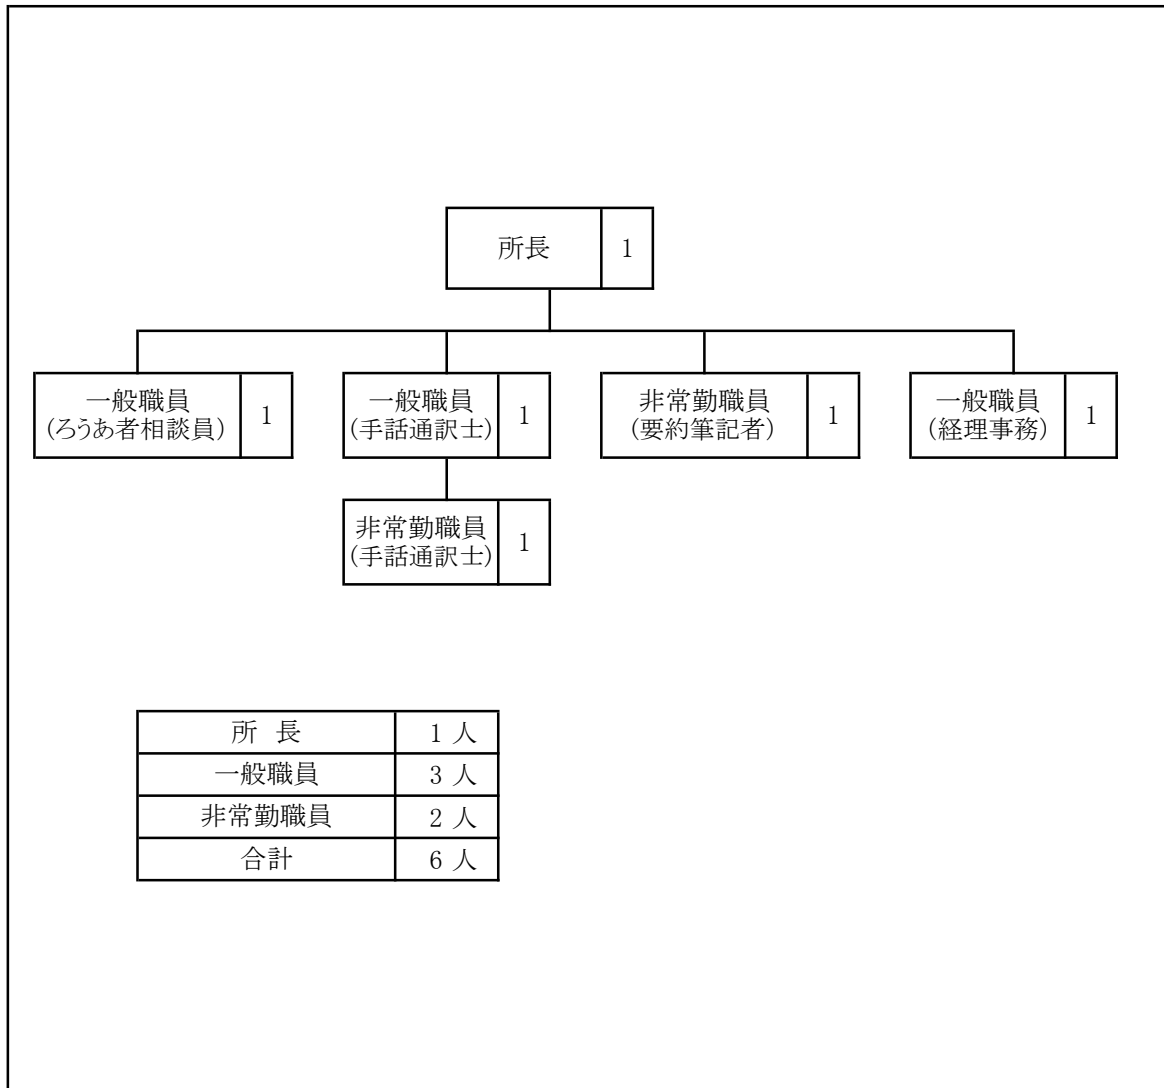 所長 1
一般職員
(ろうあ者相談員) 1
一般職員
(手話通訳士) 1
非常勤職員
(要約筆記者) 1
一般職員
(経理事務) 1
非常勤職員
(手話通訳士) 1
所 長 1 人
一般職員 3 人
非常勤職員 2 人
合計 6 人